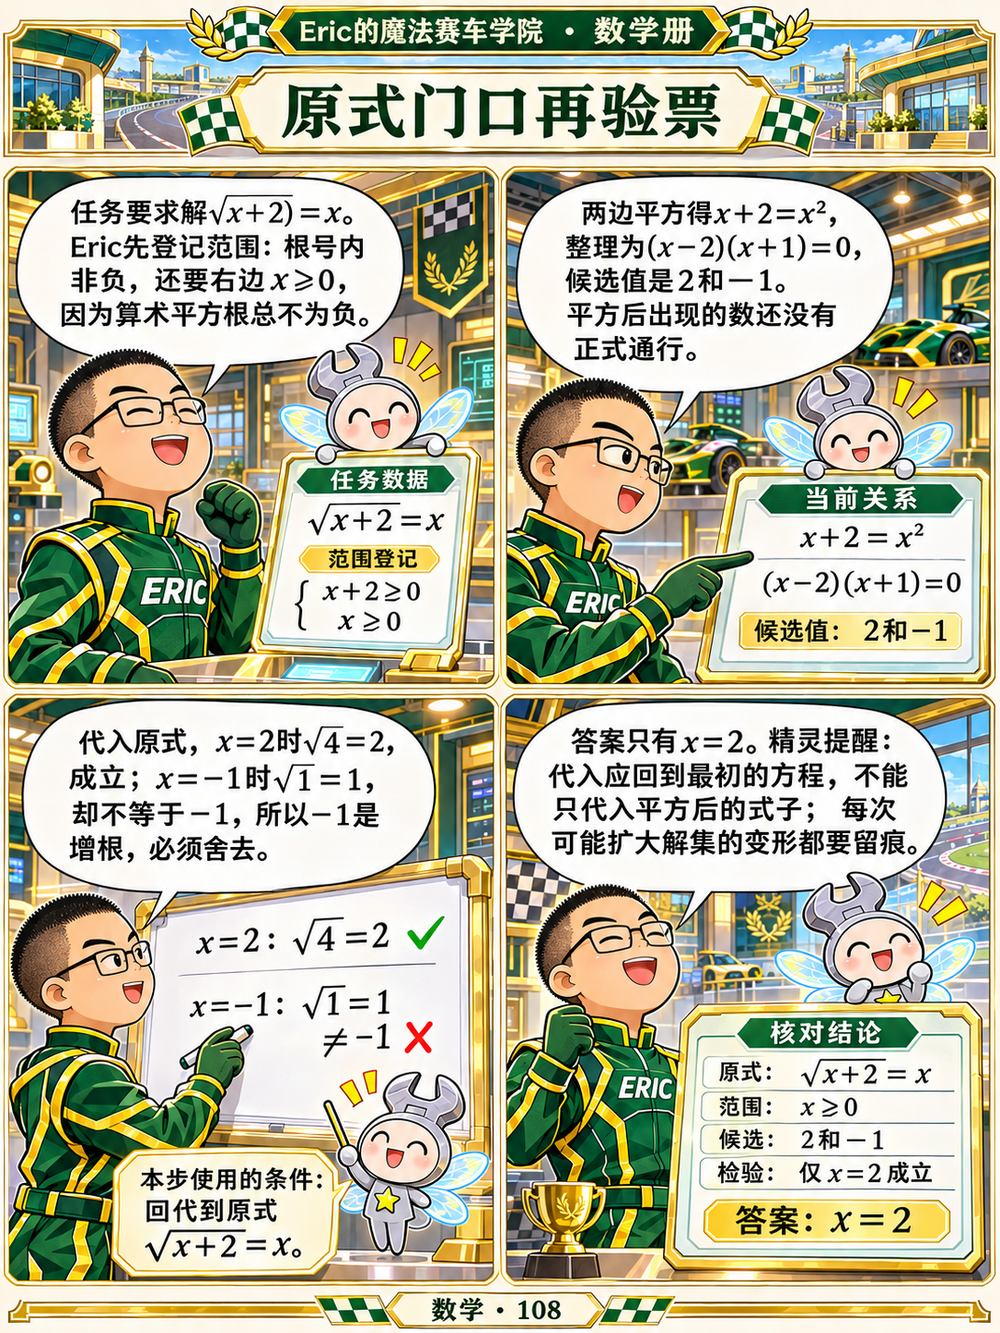 Eric的魔法赛车学院 · 数学册
原式门口再验票
任务要求解√x+2)=x。
Eric先登记范围：根号内
非负，还要右边x≥0，
因为算术平方根总不为负。
任务数据
√x+2=x
范围登记
x+2≥0
x≥0
ERIC
两边平方得x+2=x²，
整理为(x−2)(x+1)=0，
候选值是2和−1。
平方后出现的数还没有
正式通行。
当前关系
x+2=x²
(x−2)(x+1)=0
候选值：2和−1
ERIC
代入原式，x=2时√4=2，
成立；x=−1时√1=1，
却不等于−1，所以−1是
增根，必须舍去。
x=2：√4=2 ✓
x=−1：√1=1
≠−1 ✗
本步使用的条件：
回代到原式
√x+2=x。
答案只有x=2。精灵提醒：
代入应回到最初的方程，不能
只代入平方后的式子；每次
可能扩大解集的变形都要留痕。
ERIC
核对结论
原式：√x+2=x
范围：x≥0
候选：2和−1
检验：仅x=2成立
答案：x=2
数学·108